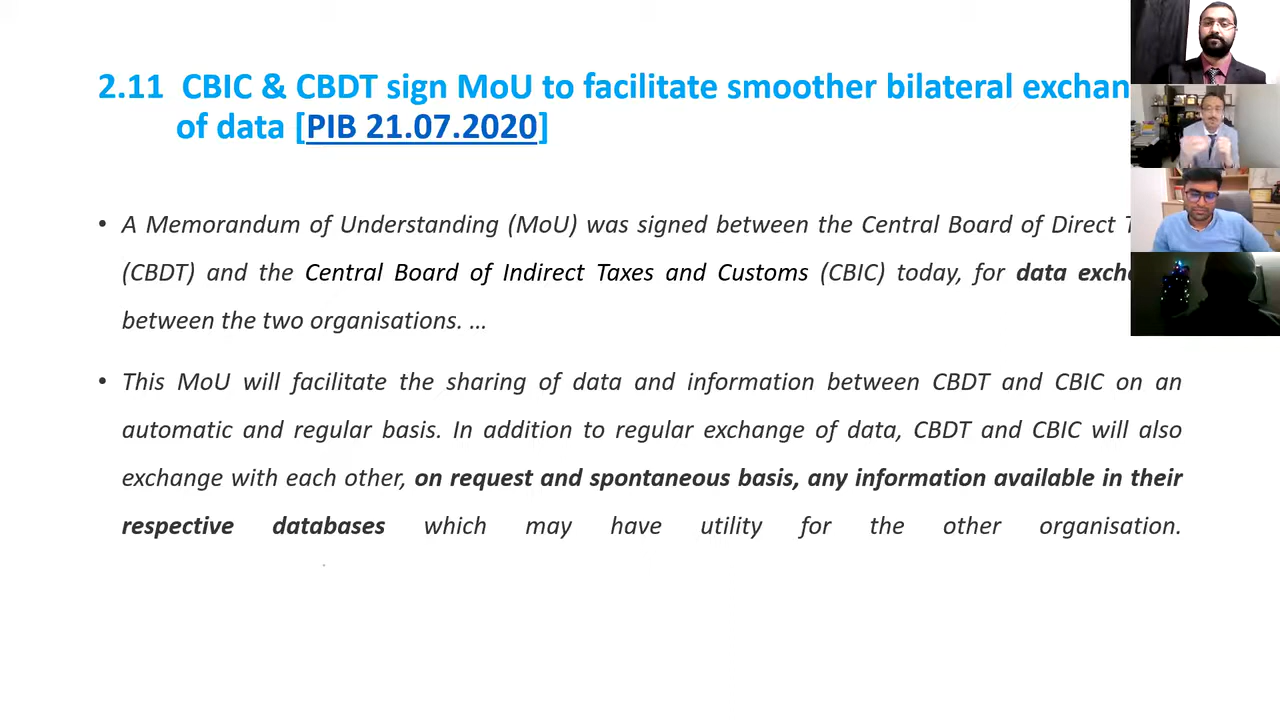 2.11 CBIC & CBDT sign MoU to facilitate smoother bilateral exchan
of data [PIB 21.07.2020]
• A Memorandum of Understanding (MoU) was signed between the Central Board of Direct T
(CBDT) and the Central Board of Indirect Taxes and Customs (CBIC) today, for data exch
between the two organisations. ...
• This MoU will facilitate the sharing of data and information between CBDT and CBIC on an
automatic and regular basis. In addition to regular exchange of data, CBDT and CBIC will also
exchange with each other, on request and spontaneous basis, any information available in their
respective databases which may have utility for the other organisation.